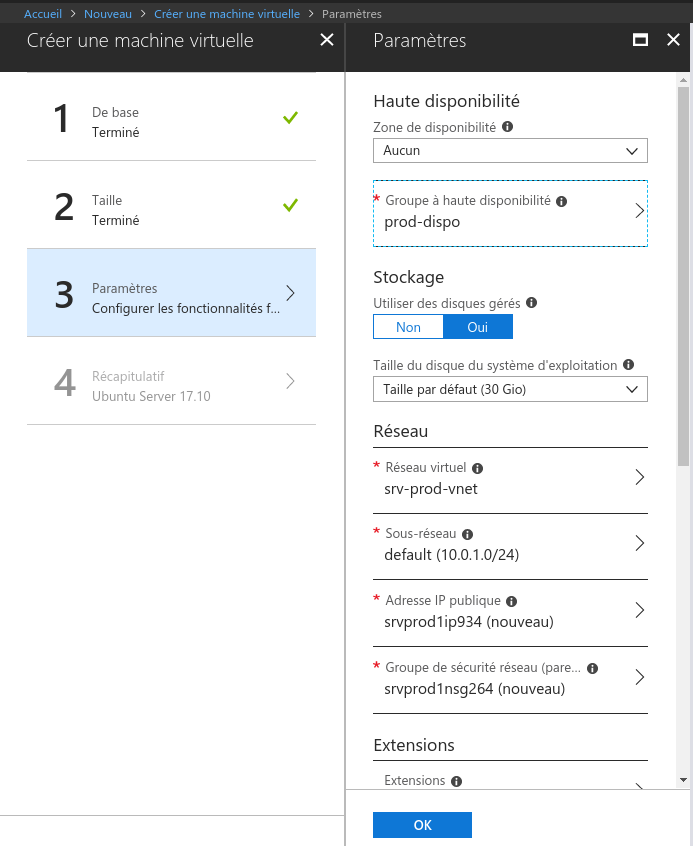 Accueil > Nouveau > Créer une machine virtuelle > Paramètres
Créer une machine virtuelle
1
De base
Terminé
2
Taille
Terminé
3
Paramètres
Configurer les fonctionnalités f...
4
Récapitulatif
Ubuntu Server 17.10
Paramètres
Haute disponibilité
Zone de disponibilité
Aucun
* Groupe à haute disponibilité
prod-dispo
Stockage
Utiliser des disques gérés
Non Oui
Taille du disque du système d'exploitation
Taille par défaut (30 Gio)
Réseau
* Réseau virtuel
srv-prod-vnet
* Sous-réseau
default (10.0.1.0/24)
* Adresse IP publique
srvprod1ip934 (nouveau)
* Groupe de sécurité réseau (pare...
srvprod1nsg264 (nouveau)
Extensions
Extensions
OK